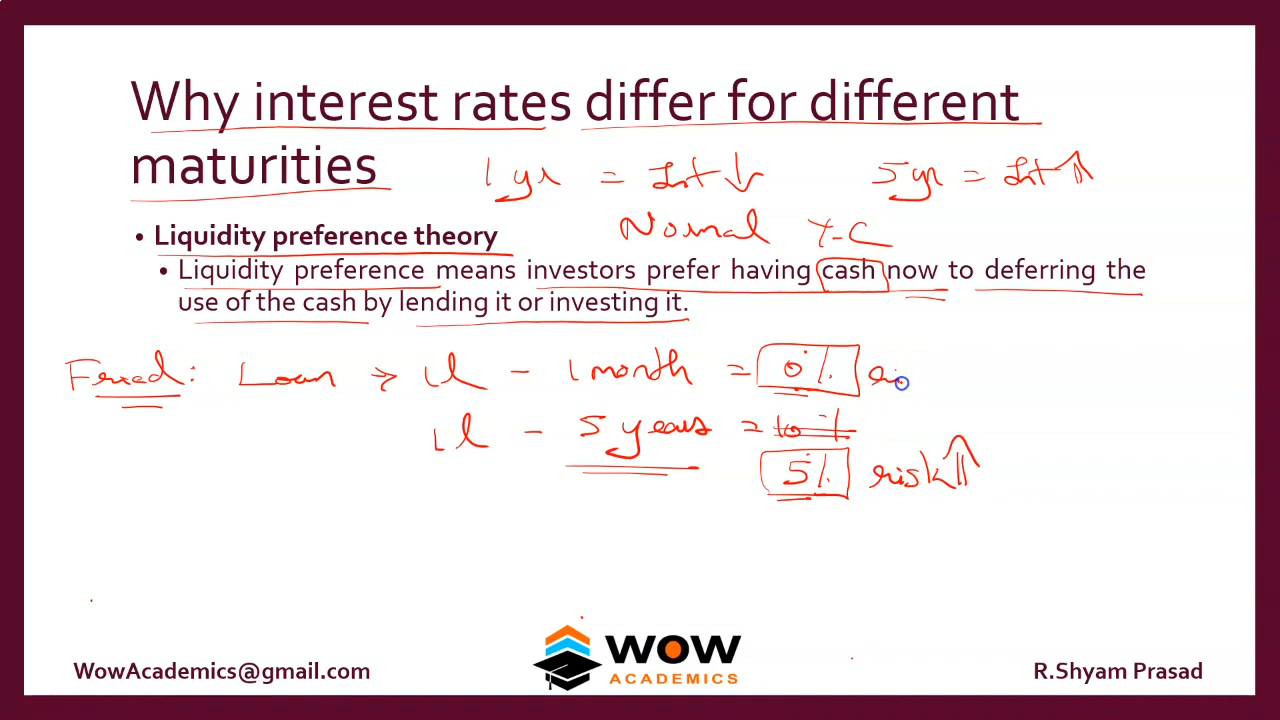 Why interest rates differ for different
maturities
1 yr = Int ↓ 5 yr = Int ↑
Normal Y-C
• Liquidity preference theory
• Liquidity preference means investors prefer having cash now to deferring the
use of the cash by lending it or investing it.
Friend: Loan → 1L - 1 month = 0%
1L - 5 years = 10%
5% risk ↑
WOW
ACADEMICS
WowAcademics@gmail.com
R.Shyam Prasad